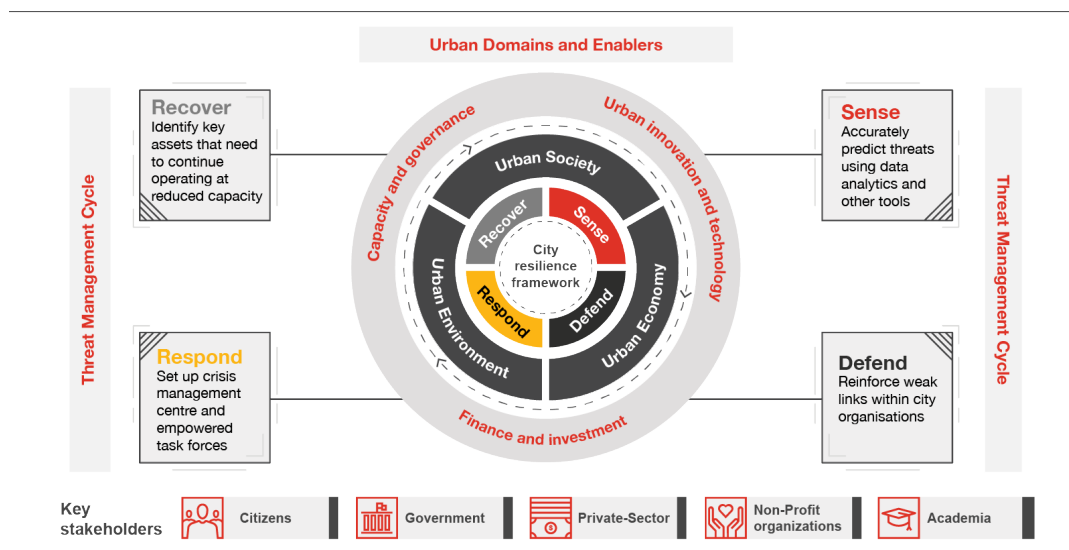 Urban Domains and Enablers
Threat Management Cycle
Recover
Identify key
assets that need
to continue
operating at
reduced capacity
Respond
Set up crisis
management
centre and
empowered
task forces
Capacity and governance
Urban innovation and technology
Finance and investment
Urban Society
Urban Environment
Urban Economy
Recover
Sense
Respond
Defend
City
resilience
framework
Sense
Accurately
predict threats
using data
analytics and
other tools
Defend
Reinforce weak
links within city
organisations
Threat Management Cycle
Key
stakeholders
Citizens
Government
Private-Sector
Non-Profit
organizations
Academia